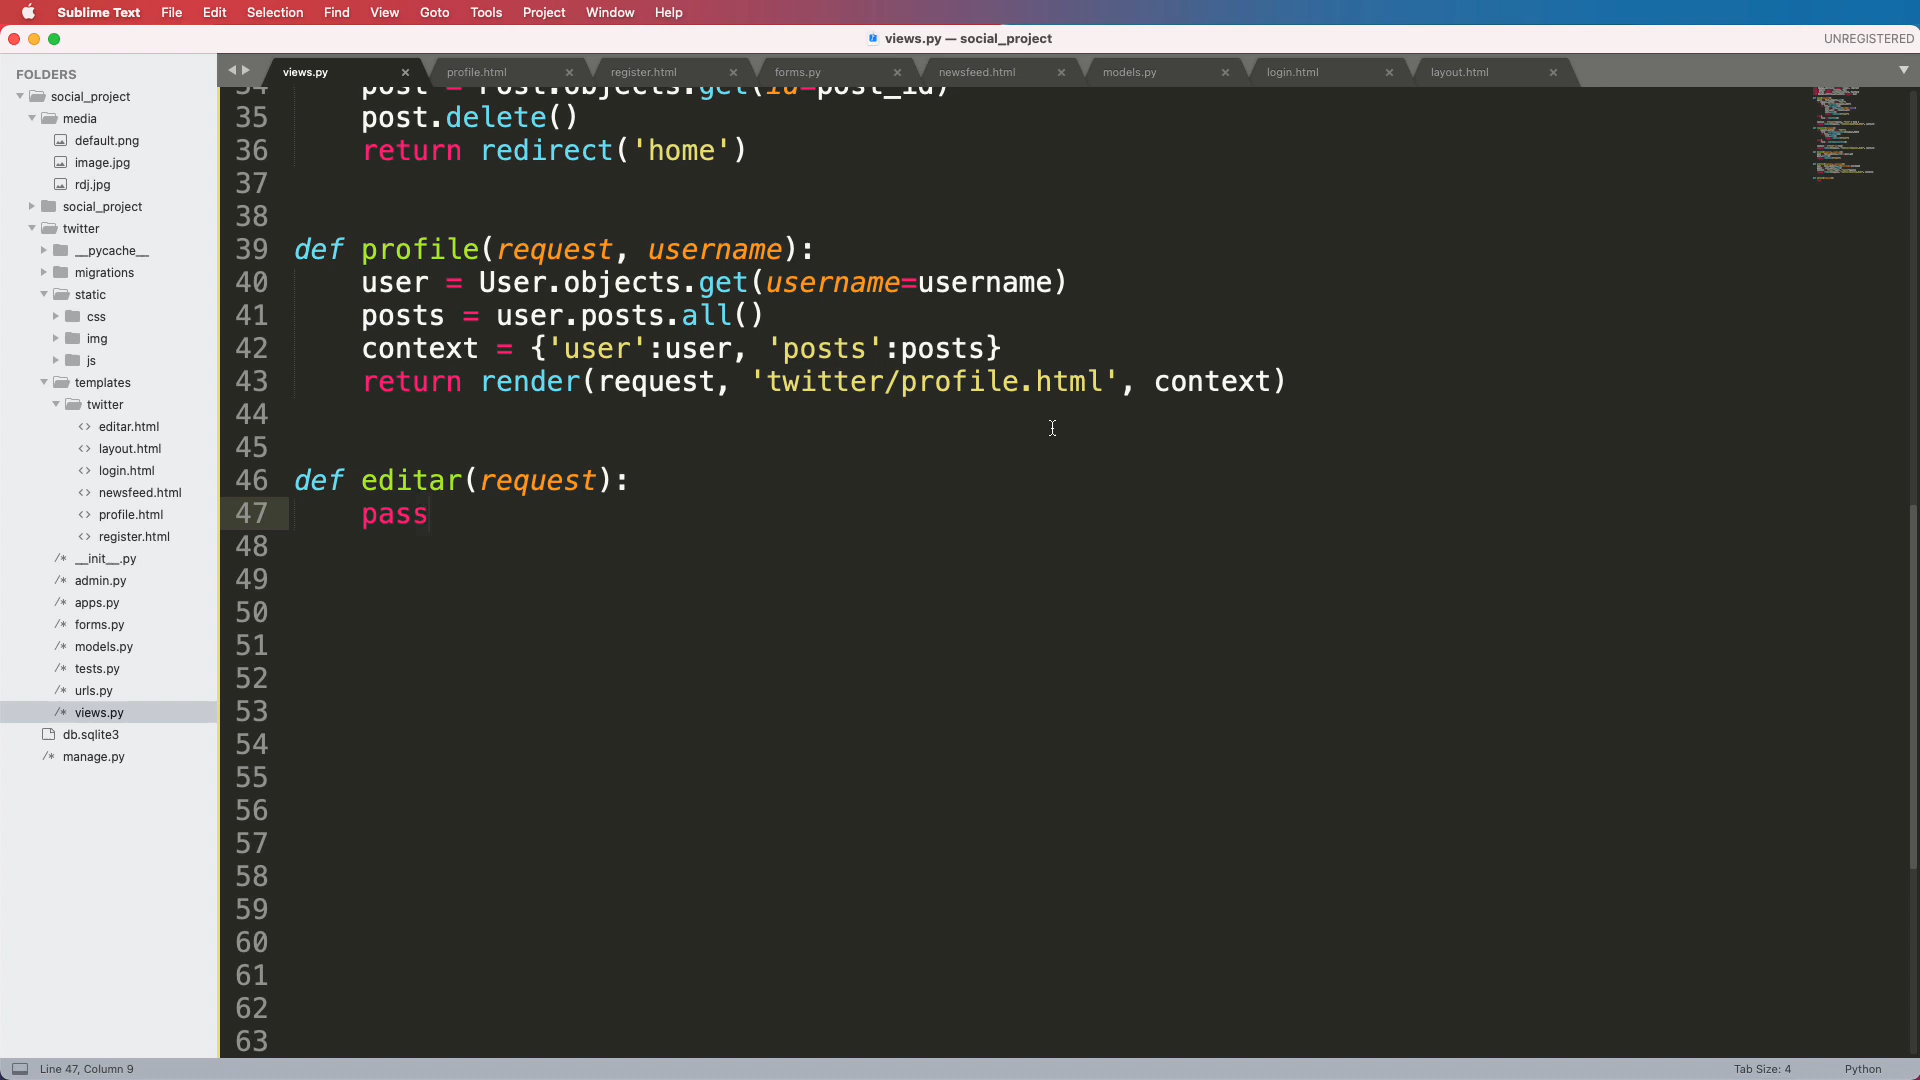 Sublime Text File Edit Selection Find View Goto Tools Project Window Help
views.py — social_project
UNREGISTERED
FOLDERS
social_project
media
default.png
image.jpg
rdj.jpg
social_project
twitter
__pycache__
migrations
static
css
img
js
templates
twitter
<> editar.html
<> layout.html
<> login.html
<> newsfeed.html
<> profile.html
<> register.html
/* __init__.py
/* admin.py
/* apps.py
/* forms.py
/* models.py
/* tests.py
/* urls.py
/* views.py
db.sqlite3
/* manage.py
views.py profile.html register.html forms.py newsfeed.html models.py login.html layout.html
34 post = Post.objects.get(id=post_id)
35 post.delete()
36 return redirect('home')
37
38
39 def profile(request, username):
40 user = User.objects.get(username=username)
41 posts = user.posts.all()
42 context = {'user':user, 'posts':posts}
43 return render(request, 'twitter/profile.html', context)
44
45
46 def editar(request):
47 pass
48
49
50
51
52
53
54
55
56
57
58
59
60
61
62
63
Line 47, Column 9
Tab Size: 4
Python